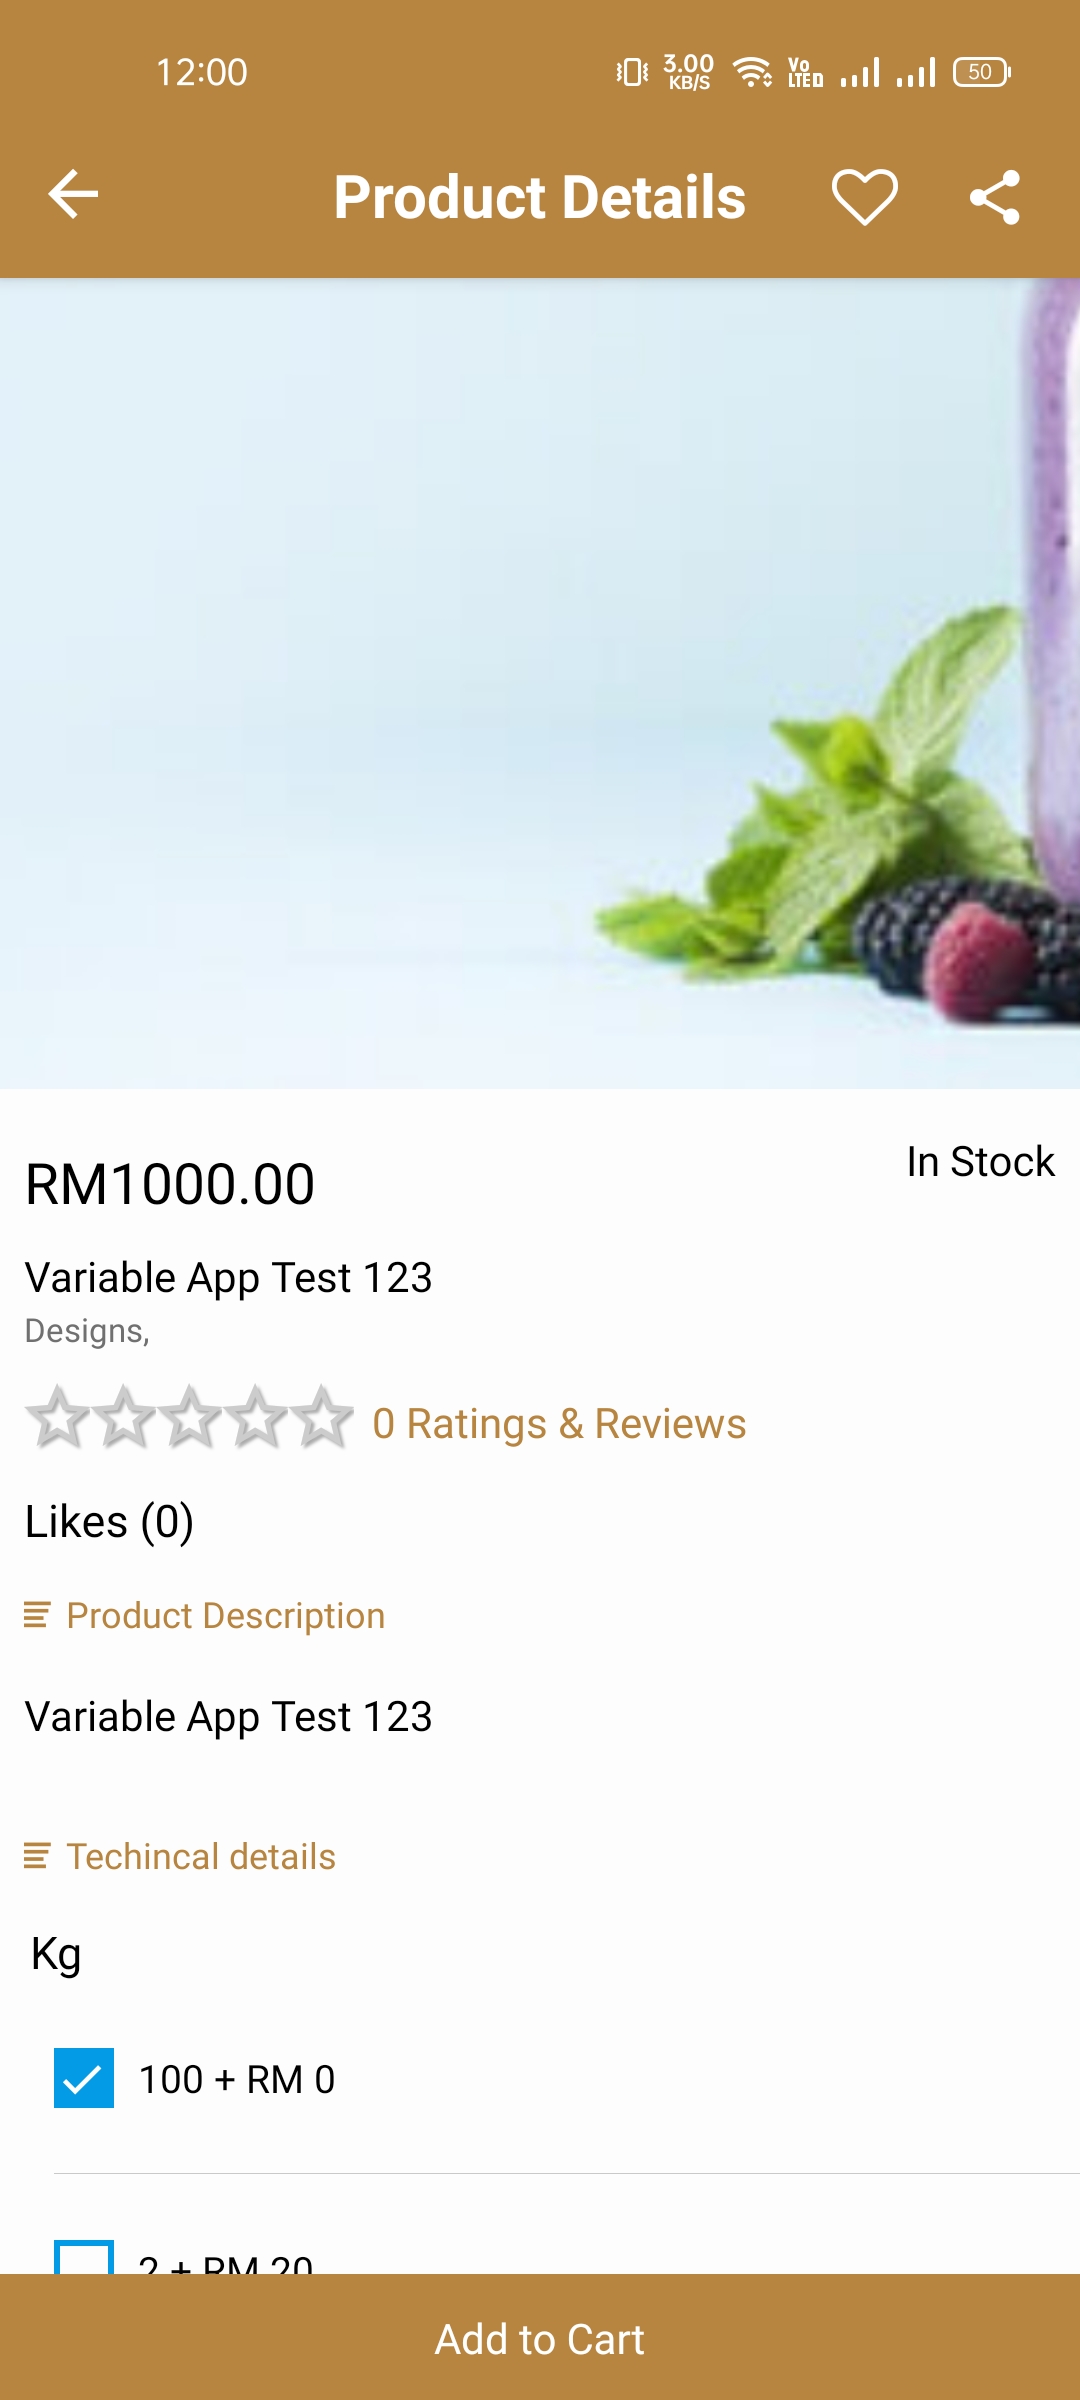 12:00
3.00
KB/S
Vo
LTE
50
Product Details
RM1000.00
In Stock
Variable App Test 123
Designs,
0 Ratings & Reviews
Likes (0)
Product Description
Variable App Test 123
Techincal details
Kg
100 + RM 0
2 + RM 20
Add to Cart